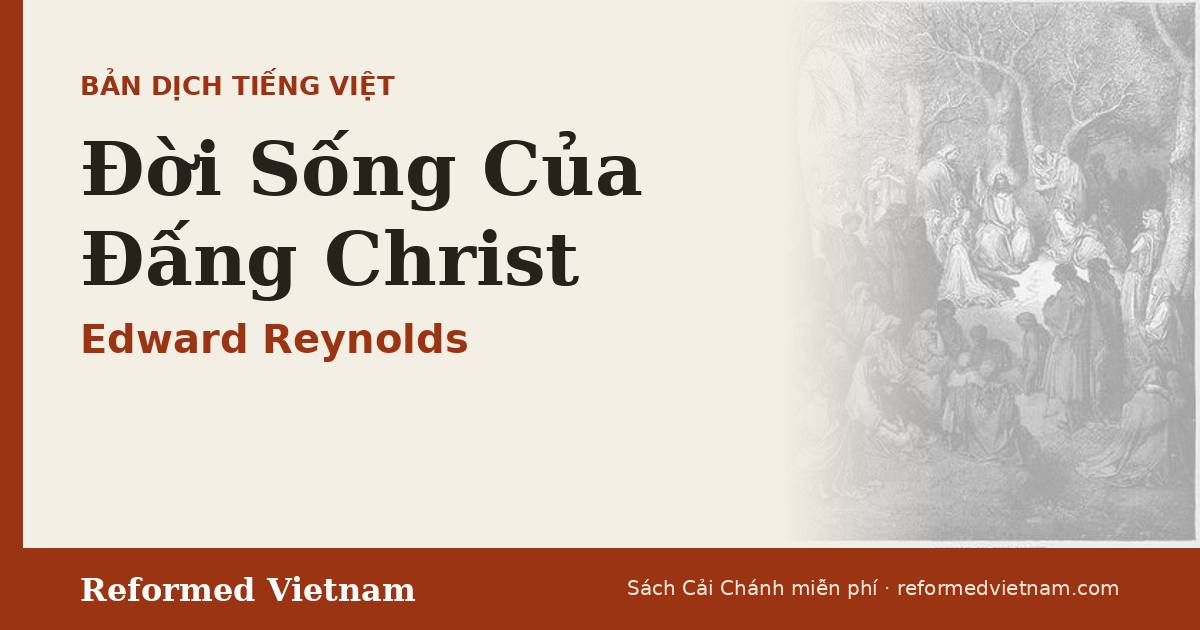 BẢN DỊCH TIẾNG VIỆT
Đời Sống Của
Đấng Christ
Edward Reynolds
Reformed Vietnam
Sách Cải Chánh miễn phí · reformedvietnam.com